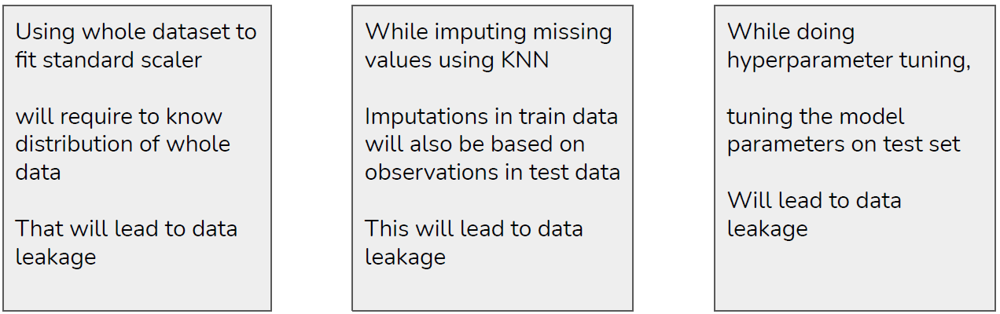 Using whole dataset to
fit standard scaler
will require to know
distribution of whole
data
That will lead to data
leakage
While imputing missing
values using KNN
Imputations in train data
will also be based on
observations in test data
This will lead to data
leakage
While doing
hyperparameter tuning,
tuning the model
parameters on test set
Will lead to data
leakage